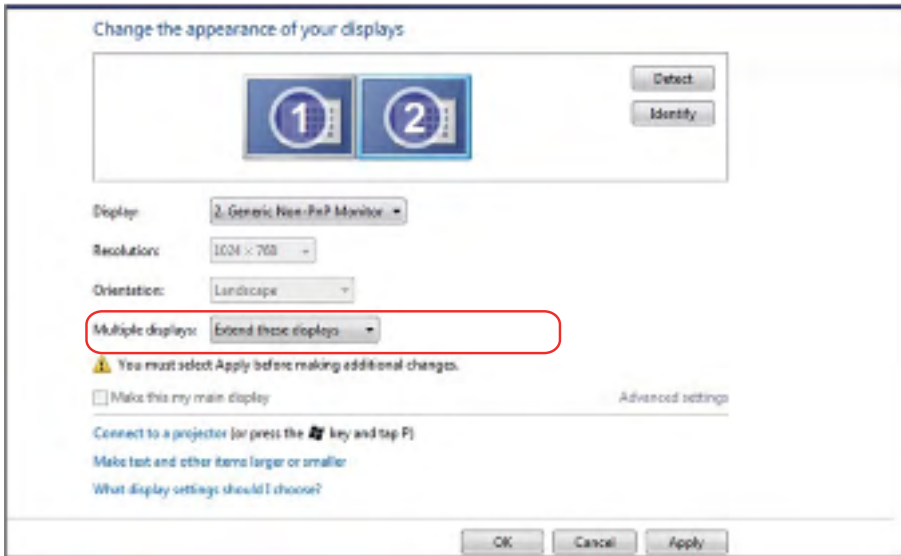 Change the appearance of your displays
1 2
Detect
Identify
Display: 2. Generic Non-PnP Monitor
Resolution: 1024 × 768
Orientation: Landscape
Multiple displays: Extend these displays
You must select Apply before making additional changes.
Make this my main display Advanced settings
Connect to a projector (or press the key and tap P)
Make text and other items larger or smaller
What display settings should I choose?
OK Cancel Apply